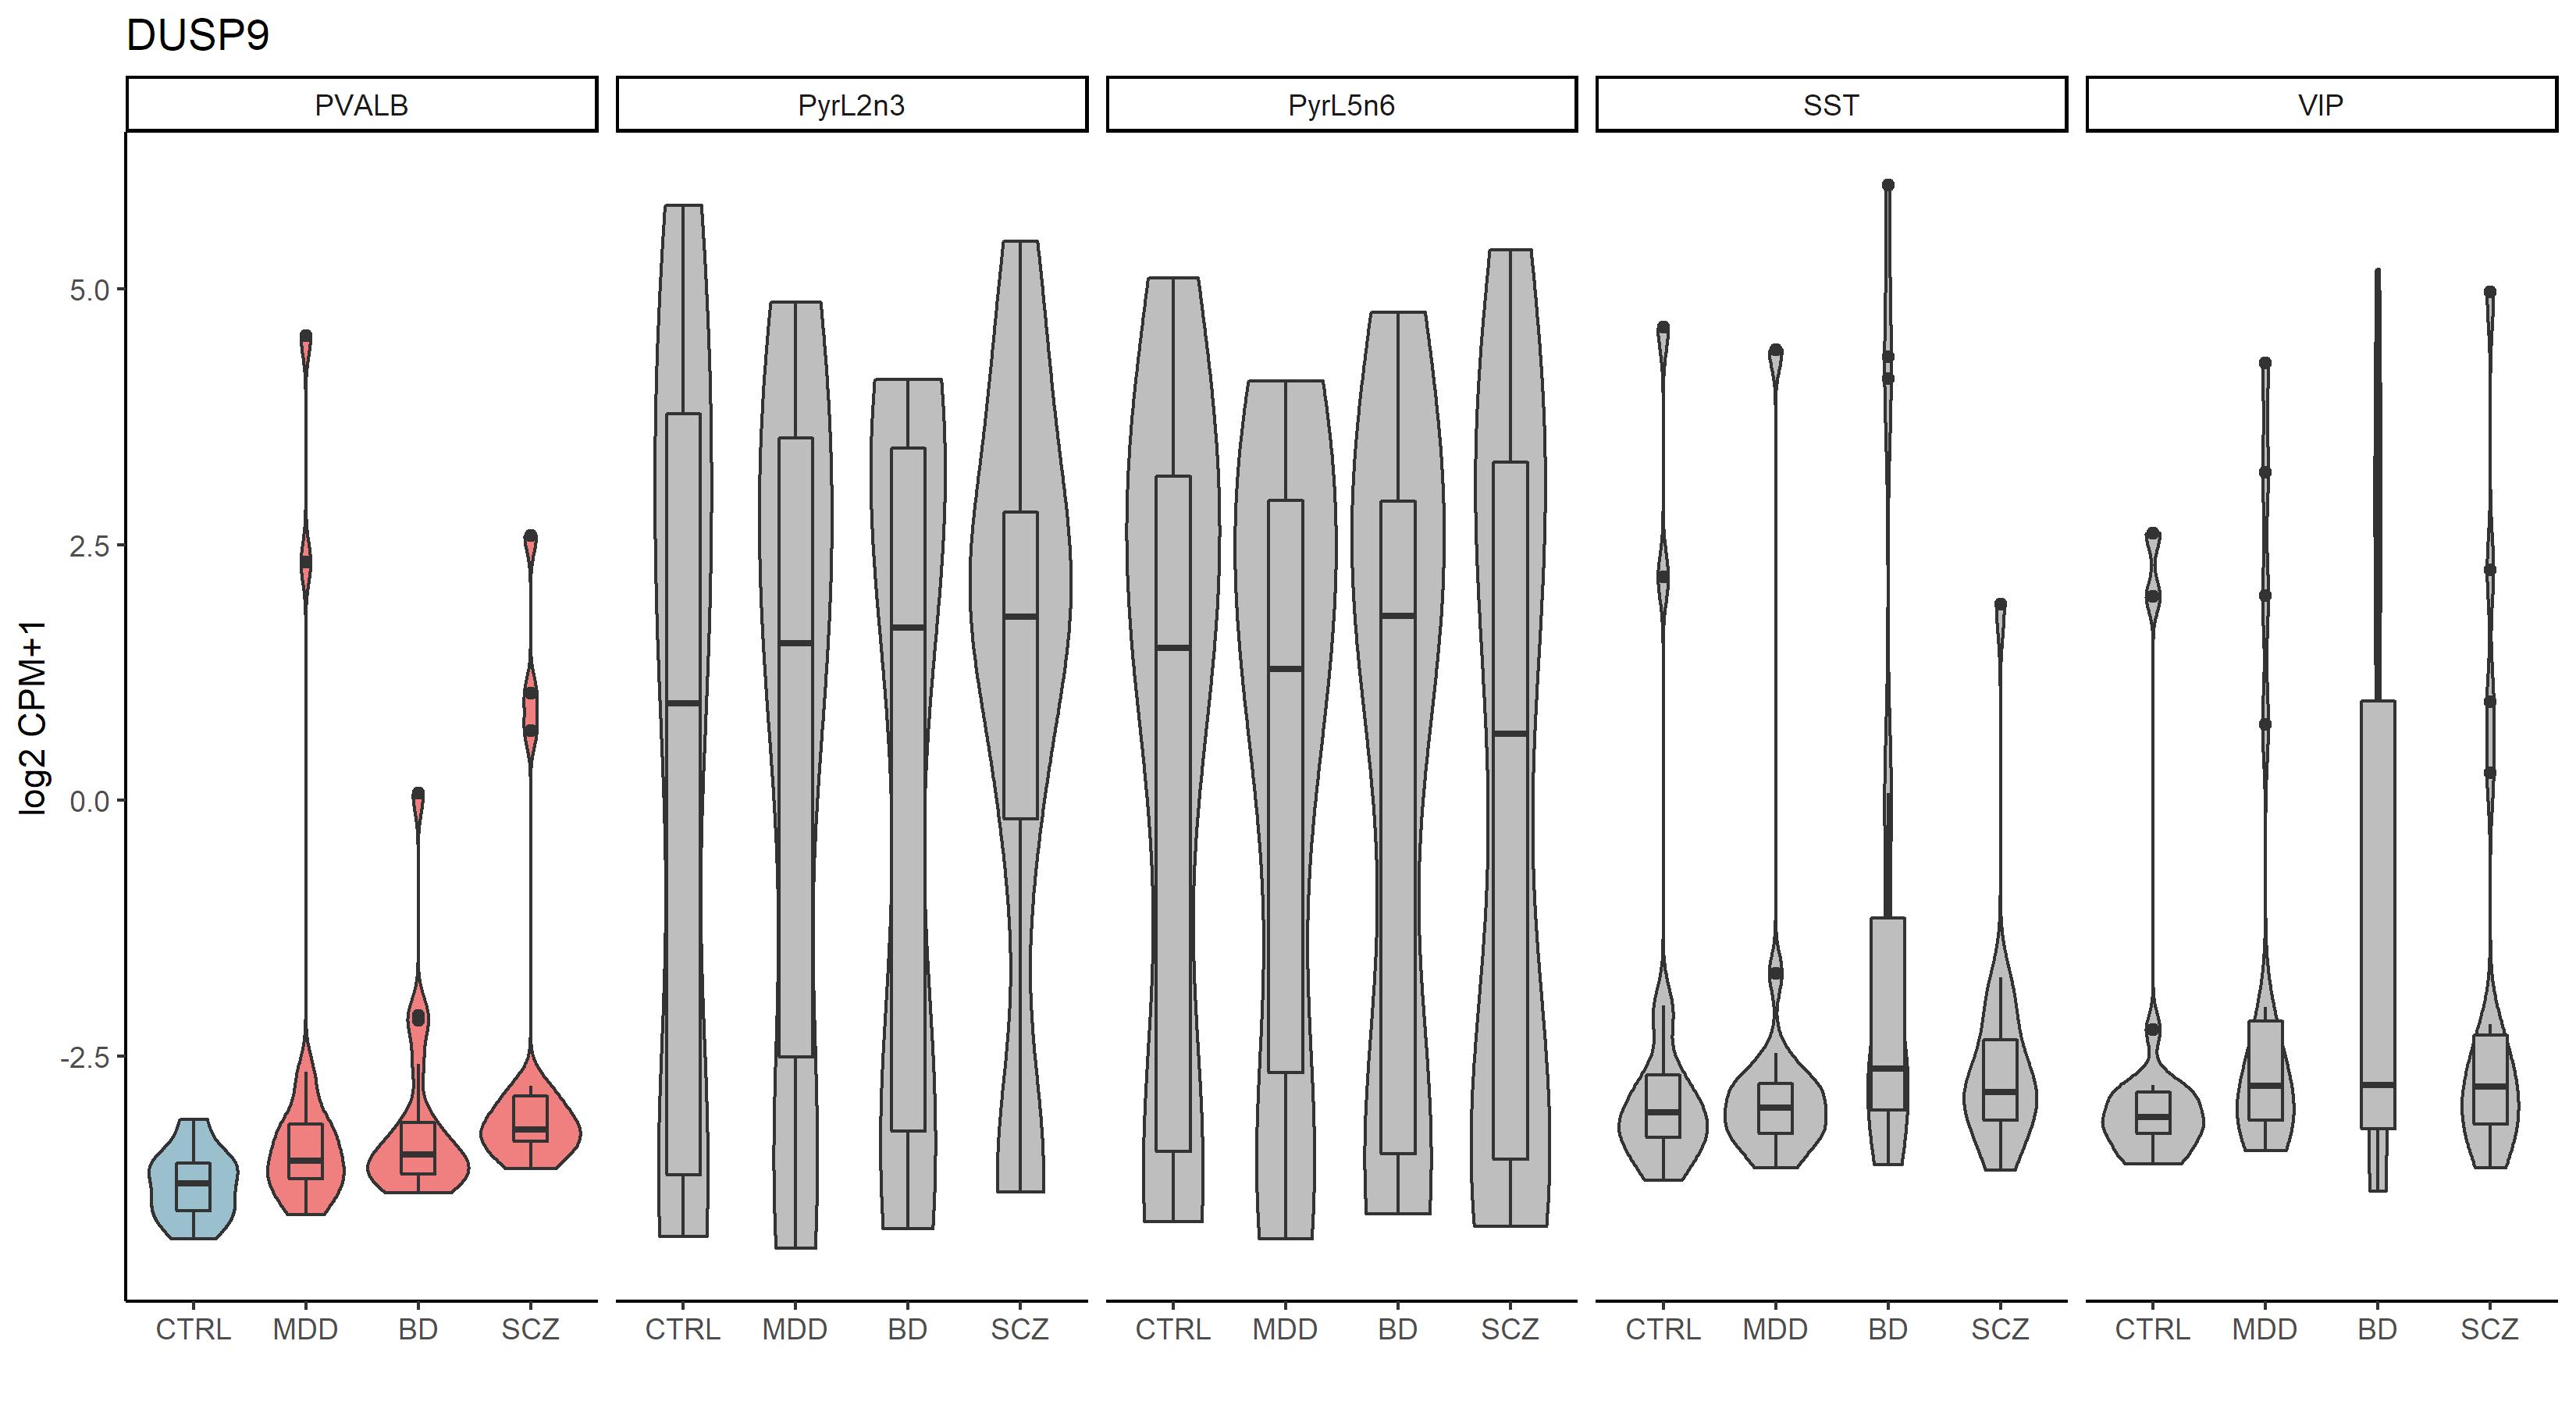 DUSP9
PVALB PyrL2n3 PyrL5n6 SST VIP
5.0
2.5
0.0
-2.5
log2 CPM+1
CTRL MDD BD SCZ CTRL MDD BD SCZ CTRL MDD BD SCZ CTRL MDD BD SCZ CTRL MDD BD SCZ